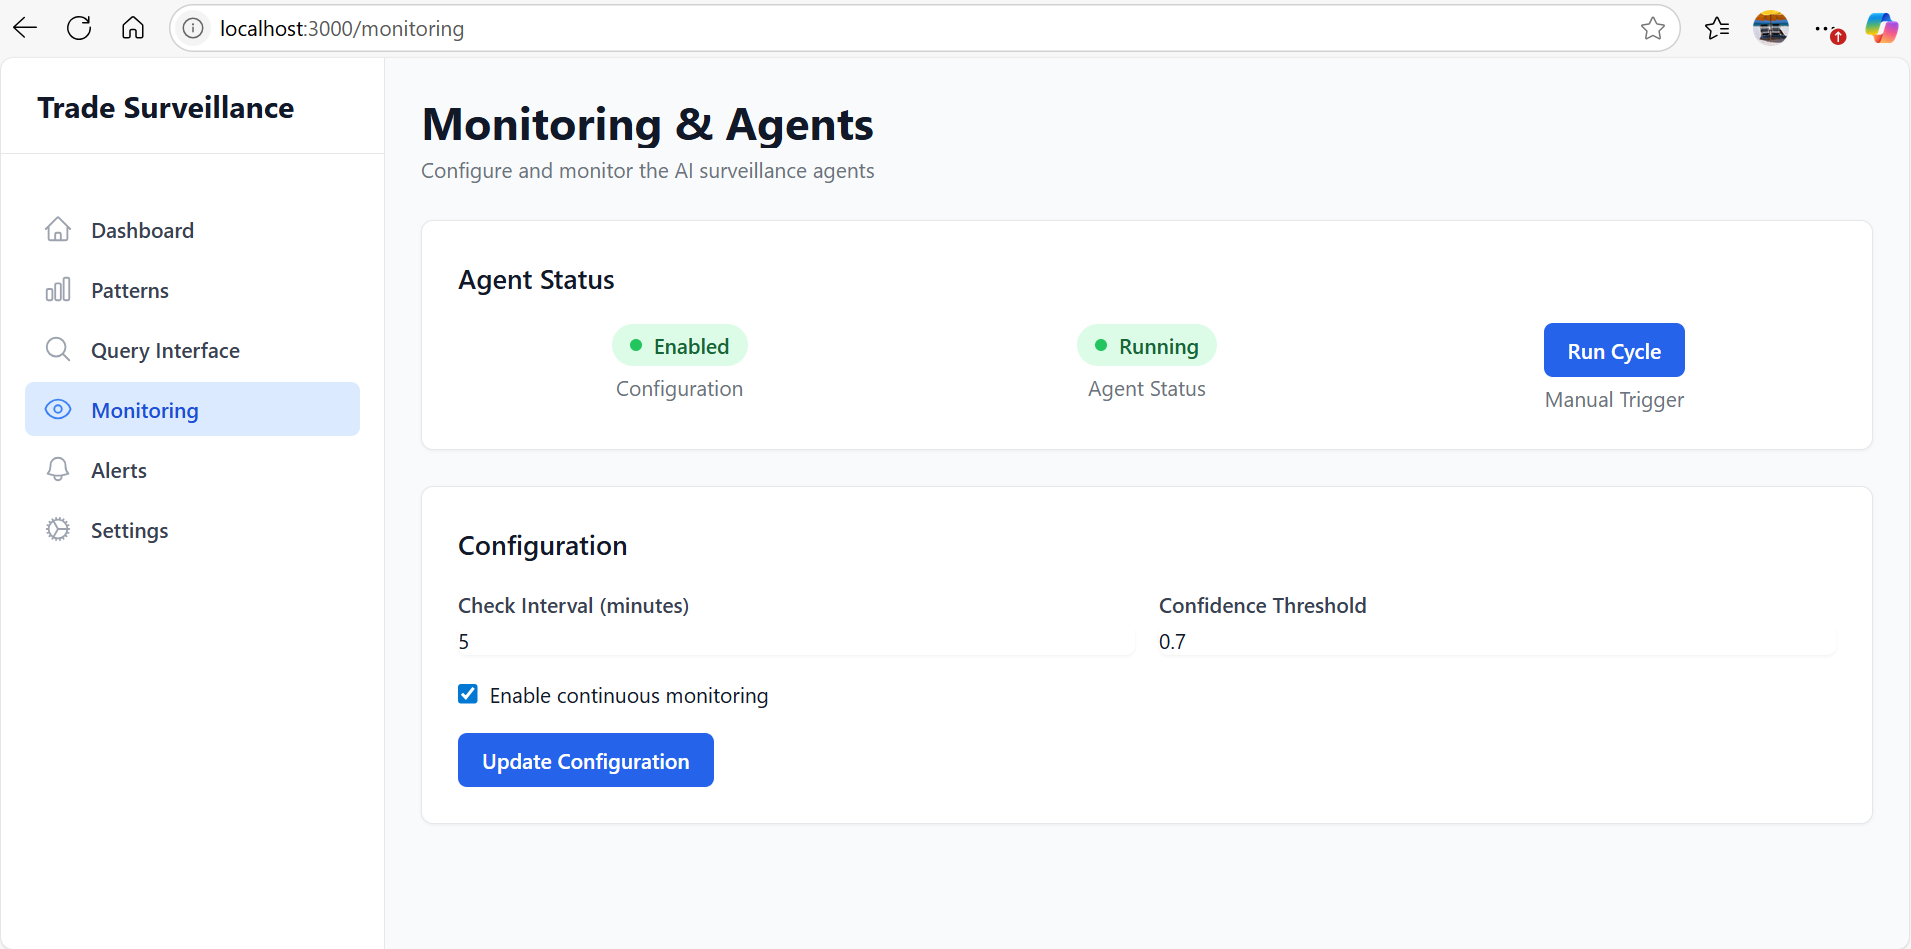 localhost:3000/monitoring
Trade Surveillance
Dashboard
Patterns
Query Interface
Monitoring
Alerts
Settings
Monitoring & Agents
Configure and monitor the AI surveillance agents
Agent Status
Enabled
Configuration
Running
Agent Status
Run Cycle
Manual Trigger
Configuration
Check Interval (minutes)
5
Confidence Threshold
0.7
Enable continuous monitoring
Update Configuration